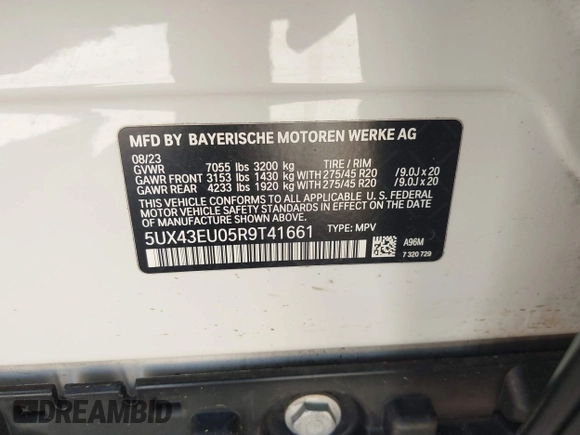 MFD BY BAYERISCHE MOTOREN WERKE AG
08/23
GVWR 7055 lbs 3200 kg TIRE / RIM
GAWR FRONT 3153 lbs 1430 kg WITH 275/45 R20 /9.0J x 20
GAWR REAR 4233 lbs 1920 kg WITH 275/45 R20 /9.0J x 20
THIS VEHICLE CONFORMS TO ALL APPLICABLE U. S. FEDERAL
MOTOR VEHICLE SAFETY STANDARDS IN EFFECT ON THE DATE
OF MANUFACTURE SHOWN ABOVE.
5UX43EU05R9T41661 TYPE: MPV
A96M
7 320 729
DREAMBID